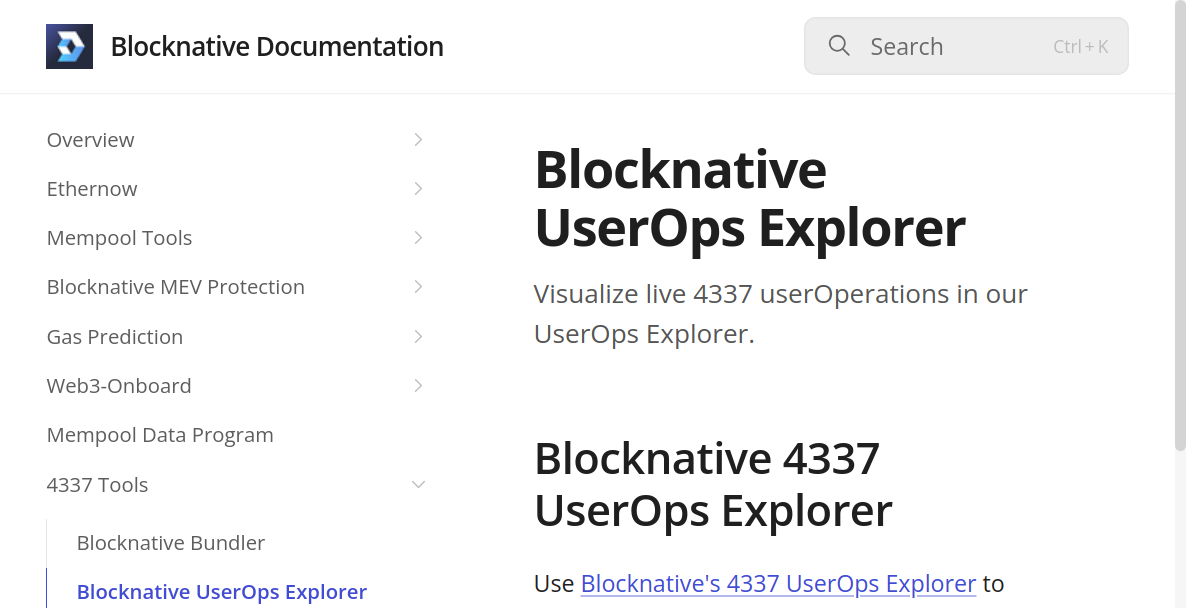 Blocknative Documentation
Search
Ctrl + K
Overview
Ethernow
Mempool Tools
Blocknative MEV Protection
Gas Prediction
Web3-Onboard
Mempool Data Program
4337 Tools
Blocknative Bundler
Blocknative UserOps Explorer
Blocknative
UserOps Explorer
Visualize live 4337 userOperations in our
UserOps Explorer.
Blocknative 4337
UserOps Explorer
Use Blocknative's 4337 UserOps Explorer to